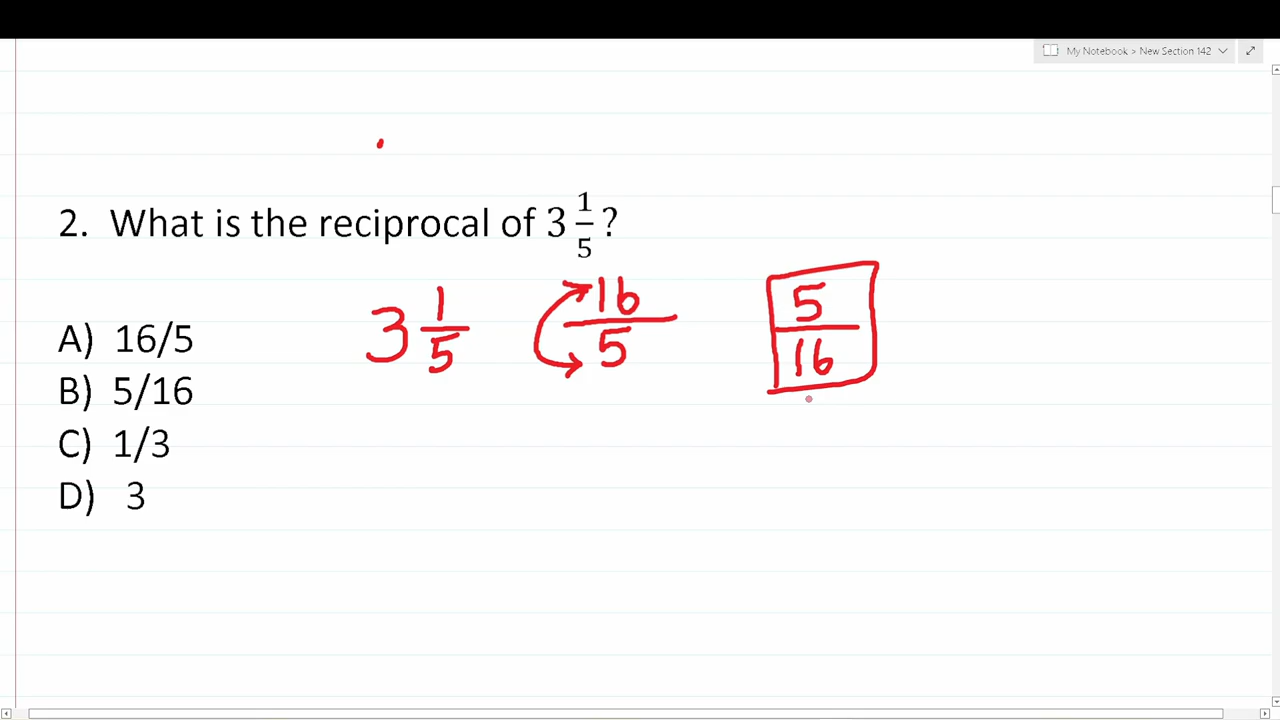 My Notebook > New Section 142
2. What is the reciprocal of 3 1/5?
3 1/5 16/5 5/16
A) 16/5
B) 5/16
C) 1/3
D) 3